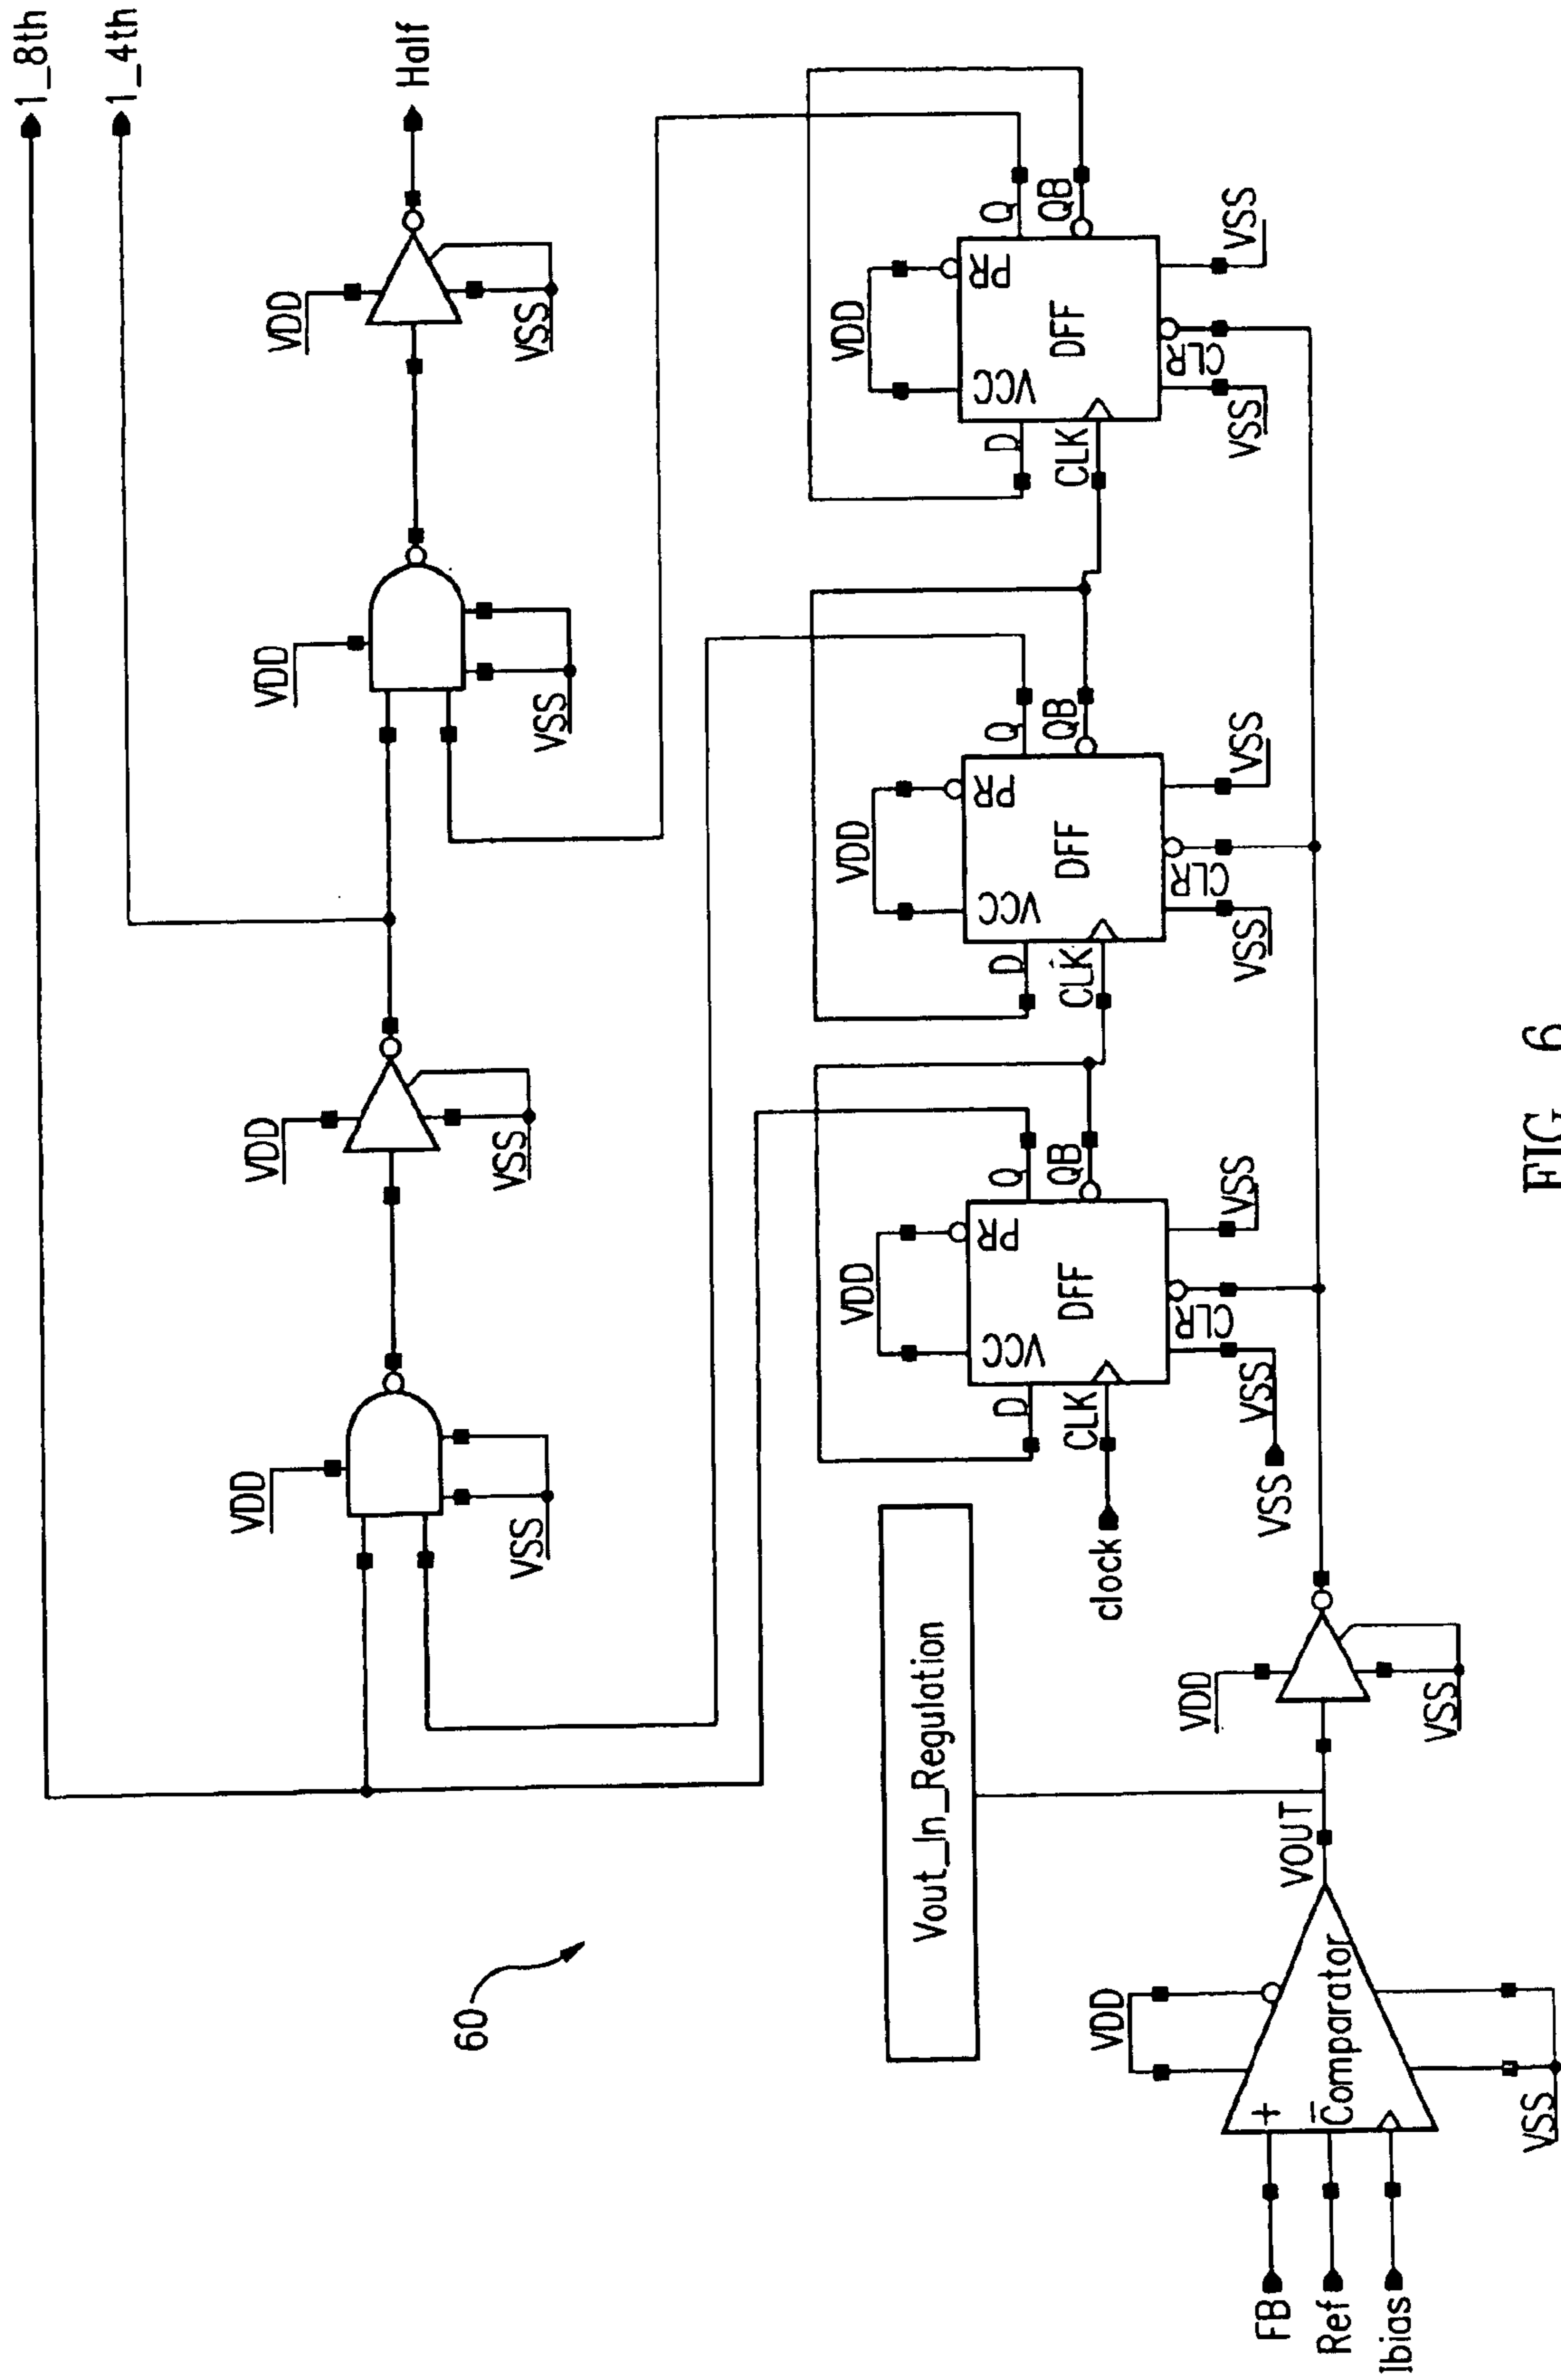 1_8th
1_4th
Half
VDD
VSS
VDD
VSS
VDD
VSS
VDD
VSS
60
Vout_In_Regulation
VDD
VCC
PR
D
Q
DFF
CLK
QB
CLR
VSS
VSS
clock
VSS
VDD
VCC
PR
D
Q
DFF
CLK
QB
CLR
VSS
VSS
VDD
VCC
PR
D
Q
DFF
CLK
QB
CLR
VSS
VSS
VDD
FB
+
Ref
–
Comparator
Ibias
VOUT
VSS
VDD
VSS
FIG. 6